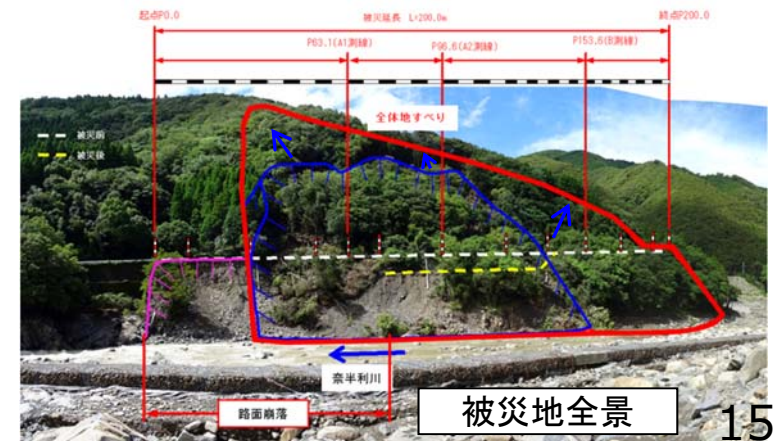 起点P0.0
被災延長 L=200.0m
終点P200.0
P63.1(A1測線)
P96.6(A2測線)
P153.6(B測線)
全体地すべり
被災前
被災後
奈半利川
路面崩落
被災地全景
15